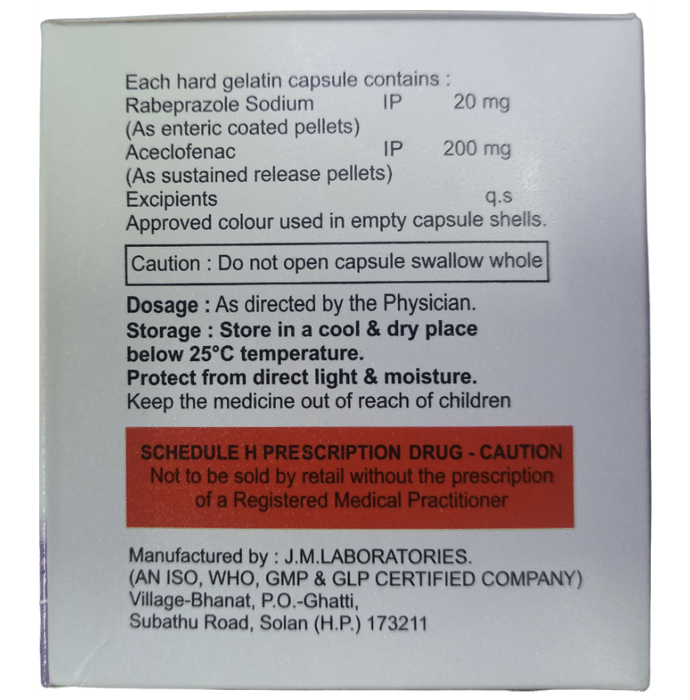 Each hard gelatin capsule contains :
Rabeprazole Sodium IP 20 mg
(As enteric coated pellets)
Aceclofenac IP 200 mg
(As sustained release pellets)
Excipients q.s
Approved colour used in empty capsule shells.
Caution : Do not open capsule swallow whole
Dosage : As directed by the Physician.
Storage : Store in a cool & dry place
below 25°C temperature.
Protect from direct light & moisture.
Keep the medicine out of reach of children
SCHEDULE H PRESCRIPTION DRUG - CAUTION
Not to be sold by retail without the prescription
of a Registered Medical Practitioner
Manufactured by : J.M.LABORATORIES.
(AN ISO, WHO, GMP & GLP CERTIFIED COMPANY)
Village-Bhanat, P.O.-Ghatti,
Subathu Road, Solan (H.P.) 173211